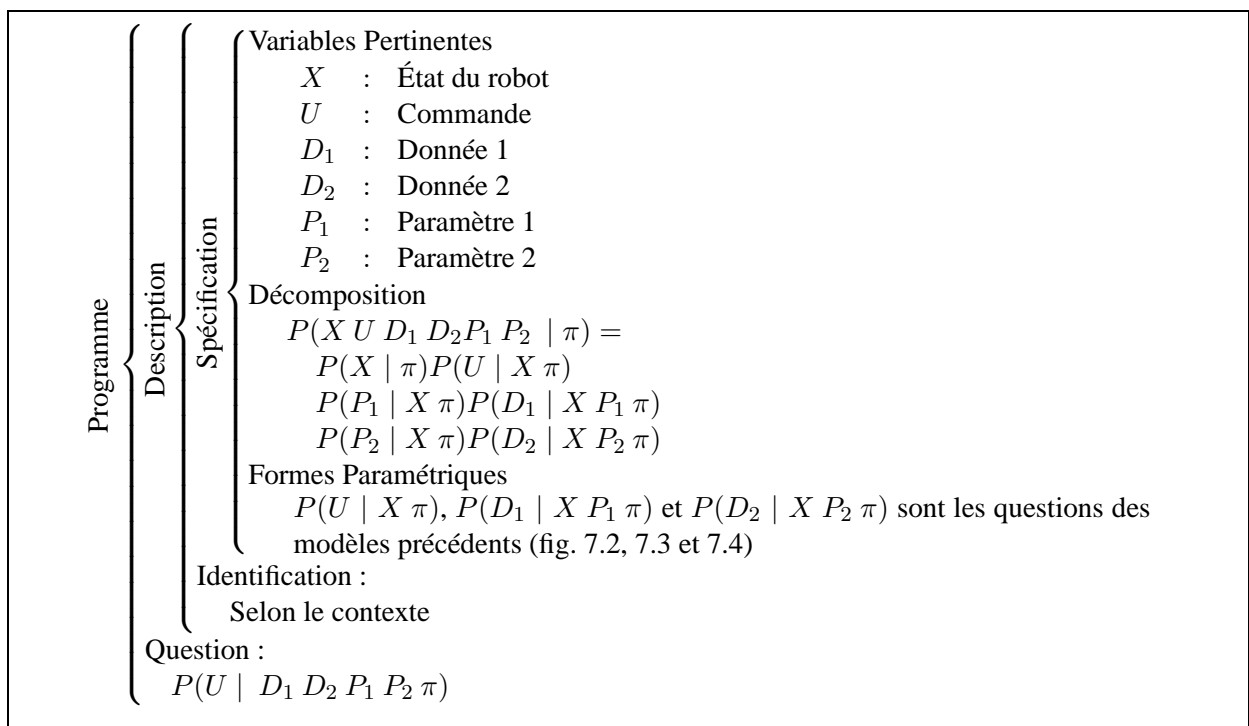 Programme
Description
Spécification
Variables Pertinentes
X : État du robot
U : Commande
D₁ : Donnée 1
D₂ : Donnée 2
P₁ : Paramètre 1
P₂ : Paramètre 2
Décomposition
P(X U D₁ D₂P₁ P₂ | π) =
P(X | π)P(U | X π)
P(P₁ | X π)P(D₁ | X P₁ π)
P(P₂ | X π)P(D₂ | X P₂ π)
Formes Paramétriques
P(U | X π), P(D₁ | X P₁ π) et P(D₂ | X P₂ π) sont les questions des
modèles précédents (fig. 7.2, 7.3 et 7.4)
Identification :
Selon le contexte
Question :
P(U | D₁ D₂ P₁ P₂ π)